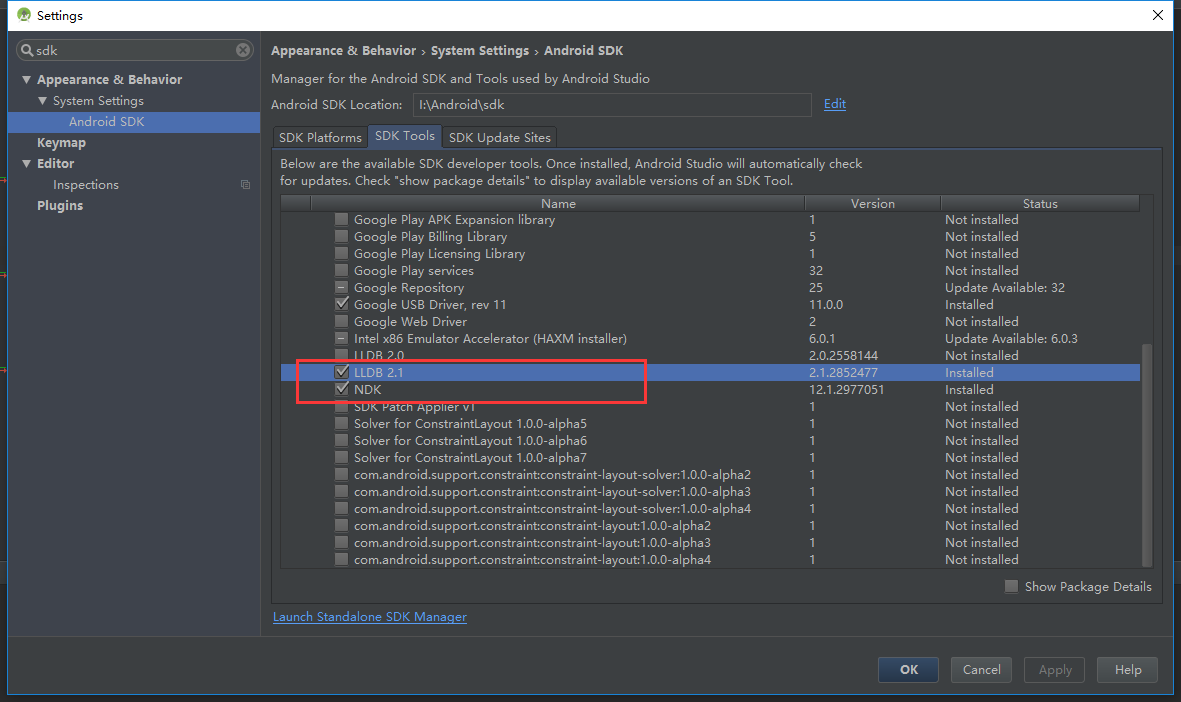 Settings
sdk
Appearance & Behavior
System Settings
Android SDK
Keymap
Editor
Inspections
Plugins
Appearance & Behavior › System Settings › Android SDK
Manager for the Android SDK and Tools used by Android Studio
Android SDK Location: I:\Android\sdk Edit
SDK Platforms SDK Tools SDK Update Sites
Below are the available SDK developer tools. Once installed, Android Studio will automatically check
for updates. Check "show package details" to display available versions of an SDK Tool.
Name Version Status
Google Play APK Expansion library 1 Not installed
Google Play Billing Library 5 Not installed
Google Play Licensing Library 1 Not installed
Google Play services 32 Not installed
Google Repository 25 Update Available: 32
Google USB Driver, rev 11 11.0.0 Installed
Google Web Driver 2 Not installed
Intel x86 Emulator Accelerator (HAXM installer) 6.0.1 Update Available: 6.0.3
LLDB 2.0 2.0.2558144 Not installed
LLDB 2.1 2.1.2852477 Installed
NDK 12.1.2977051 Installed
SDK Patch Applier v1 1 Not installed
Solver for ConstraintLayout 1.0.0-alpha5 1 Not installed
Solver for ConstraintLayout 1.0.0-alpha6 1 Not installed
Solver for ConstraintLayout 1.0.0-alpha7 1 Not installed
com.android.support.constraint:constraint-layout-solver:1.0.0-alpha2 1 Not installed
com.android.support.constraint:constraint-layout-solver:1.0.0-alpha3 1 Not installed
com.android.support.constraint:constraint-layout-solver:1.0.0-alpha4 1 Not installed
com.android.support.constraint:constraint-layout:1.0.0-alpha2 1 Not installed
com.android.support.constraint:constraint-layout:1.0.0-alpha3 1 Not installed
com.android.support.constraint:constraint-layout:1.0.0-alpha4 1 Not installed
Show Package Details
Launch Standalone SDK Manager
OK Cancel Apply Help